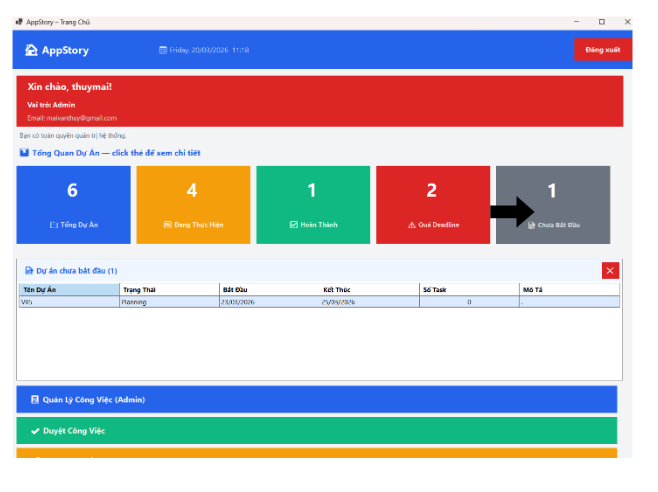 AppStory – Trang Chủ
AppStory
Friday, 20/03/2026 11:18
Đăng xuất
Xin chào, thuymai!
Vai trò: Admin
Email: maivanthuy@gmail.com
Bạn có toàn quyền quản trị hệ thống.
Tổng Quan Dự Án — click thẻ để xem chi tiết
6
4
1
2
1
Tổng Dự Án
Đang Thực Hiện
Hoàn Thành
Quá Deadline
Chưa Bắt Đầu
Dự án chưa bắt đầu (1)
Tên Dự Án Trạng Thái Bắt Đầu Kết Thúc Số Task Mô Tả
Planning 23/03/2026 25/03/2026 0 .
Quản Lý Công Việc (Admin)
Duyệt Công Việc